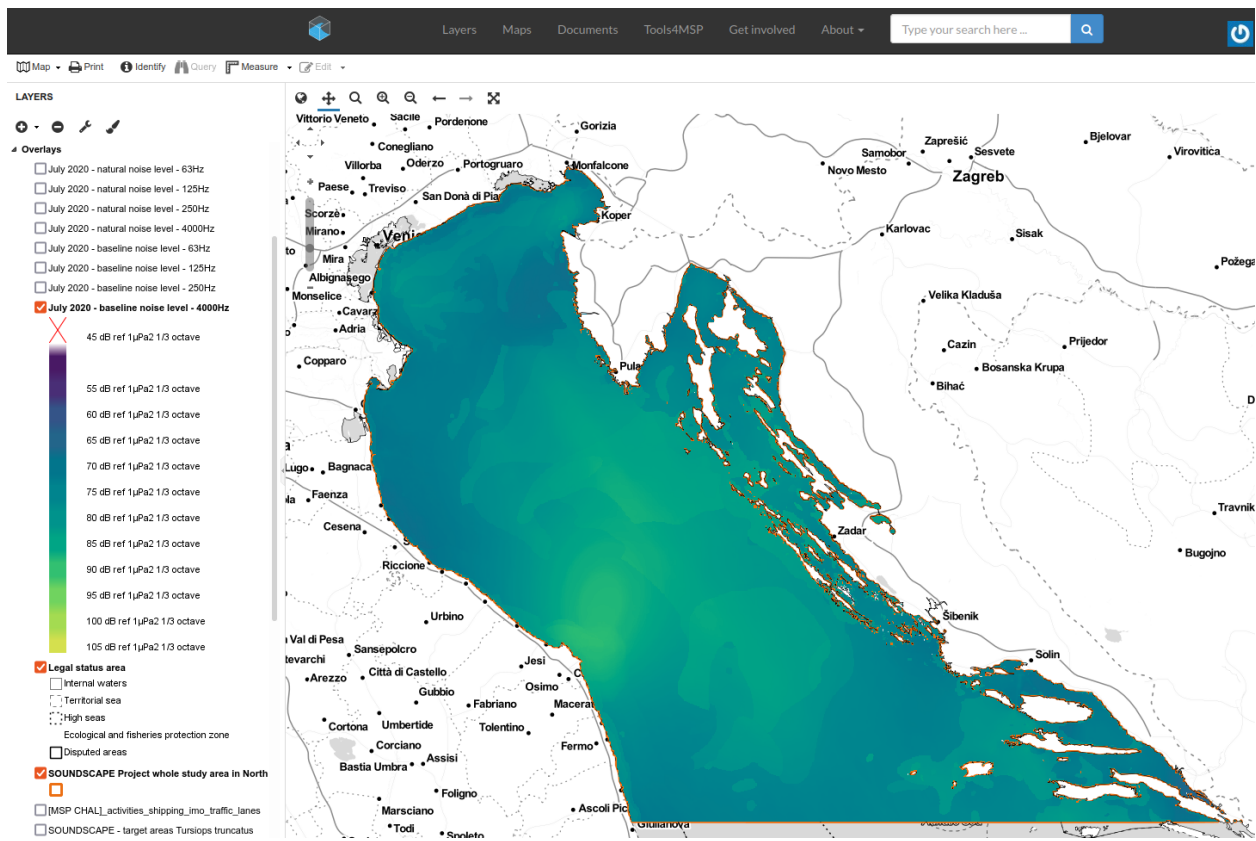 Layers Maps Documents Tools4MSP Get involved About Type your search here ...
Map Print Identify Query Measure Edit
LAYERS
Overlays
July 2020 - natural noise level - 63Hz
July 2020 - natural noise level - 125Hz
July 2020 - natural noise level - 250Hz
July 2020 - natural noise level - 4000Hz
July 2020 - baseline noise level - 63Hz
July 2020 - baseline noise level - 125Hz
July 2020 - baseline noise level - 250Hz
July 2020 - baseline noise level - 4000Hz
45 dB ref 1µPa2 1/3 octave
55 dB ref 1µPa2 1/3 octave
60 dB ref 1µPa2 1/3 octave
65 dB ref 1µPa2 1/3 octave
70 dB ref 1µPa2 1/3 octave
75 dB ref 1µPa2 1/3 octave
80 dB ref 1µPa2 1/3 octave
85 dB ref 1µPa2 1/3 octave
90 dB ref 1µPa2 1/3 octave
95 dB ref 1µPa2 1/3 octave
100 dB ref 1µPa2 1/3 octave
105 dB ref 1µPa2 1/3 octave
Legal status area
Internal waters
Territorial sea
High seas
Ecological and fisheries protection zone
Disputed areas
SOUNDSCAPE Project whole study area in North
[MSP CHAL]_activities_shipping_imo_traffic_lanes
SOUNDSCAPE - target areas Tursiops truncatus
Vittorio Veneto
Sacile
Pordenone
Gorizia
Conegliano
Villorba
Oderzo
Portogruaro
Monfalcone
Paese
Treviso
San Donà di Pia
Scorzè
Koper
Mirano
Veni
Mira
Albignasego
Monselice
Cavarz
Adria
Copparo
Pula
Lugo
Bagnaca
Faenza
Cesena
Riccione
Urbino
Val di Pesa
Sansepolcro
tevarchi
Jesi
Arezzo
Città di Castello
Osimo
Gubbio
Fabriano
Macerat
Cortona
Umbertide
Tolentino
Corciano
Fermo
Bastia Umbra
Assisi
Foligno
Marsciano
Ascoli Pic
Todi
Spoleto
Giulianova
Zaprešić
Bjelovar
Samobor
Sesvete
Virovitica
Novo Mesto
Zagreb
Karlovac
Sisak
Požega
Velika Kladuša
Cazin
Prijedor
Bosanska Krupa
Bihać
Travnik
Zadar
Bugojno
Šibenik
Solin